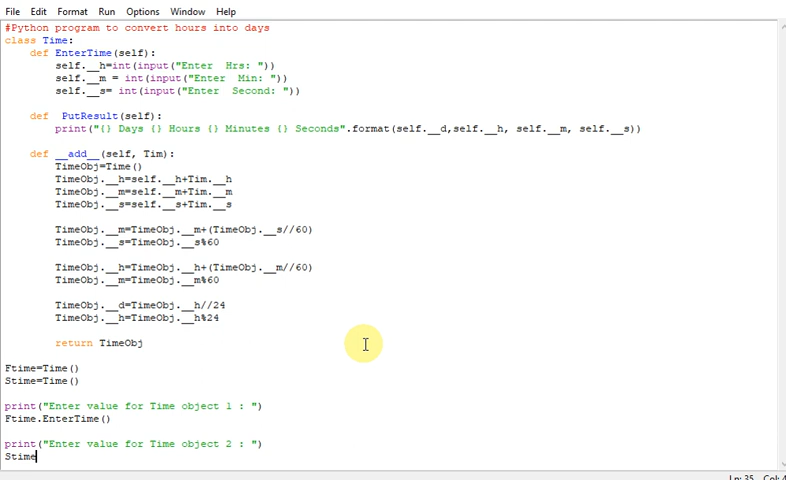 File Edit Format Run Options Window Help
#Python program to convert hours into days
class Time:
    def EnterTime(self):
        self.__h=int(input("Enter  Hrs: "))
        self.__m = int(input("Enter  Min: "))
        self.__s= int(input("Enter  Second: "))
    def  PutResult(self):
        print("{} Days {} Hours {} Minutes {} Seconds".format(self.__d,self.__h, self.__m, self.__s))
    def __add__(self, Tim):
        TimeObj=Time()
        TimeObj.__h=self.__h+Tim.__h
        TimeObj.__m=self.__m+Tim.__m
        TimeObj.__s=self.__s+Tim.__s
        TimeObj.__m=TimeObj.__m+(TimeObj.__s//60)
        TimeObj.__s=TimeObj.__s%60
        TimeObj.__h=TimeObj.__h+(TimeObj.__m//60)
        TimeObj.__m=TimeObj.__m%60
        TimeObj.__d=TimeObj.__h//24
        TimeObj.__h=TimeObj.__h%24
        return TimeObj
Ftime=Time()
Stime=Time()
print("Enter value for Time object 1 : ")
Ftime.EnterTime()
print("Enter value for Time object 2 : ")
Stime
Ln: 35 Col: 4